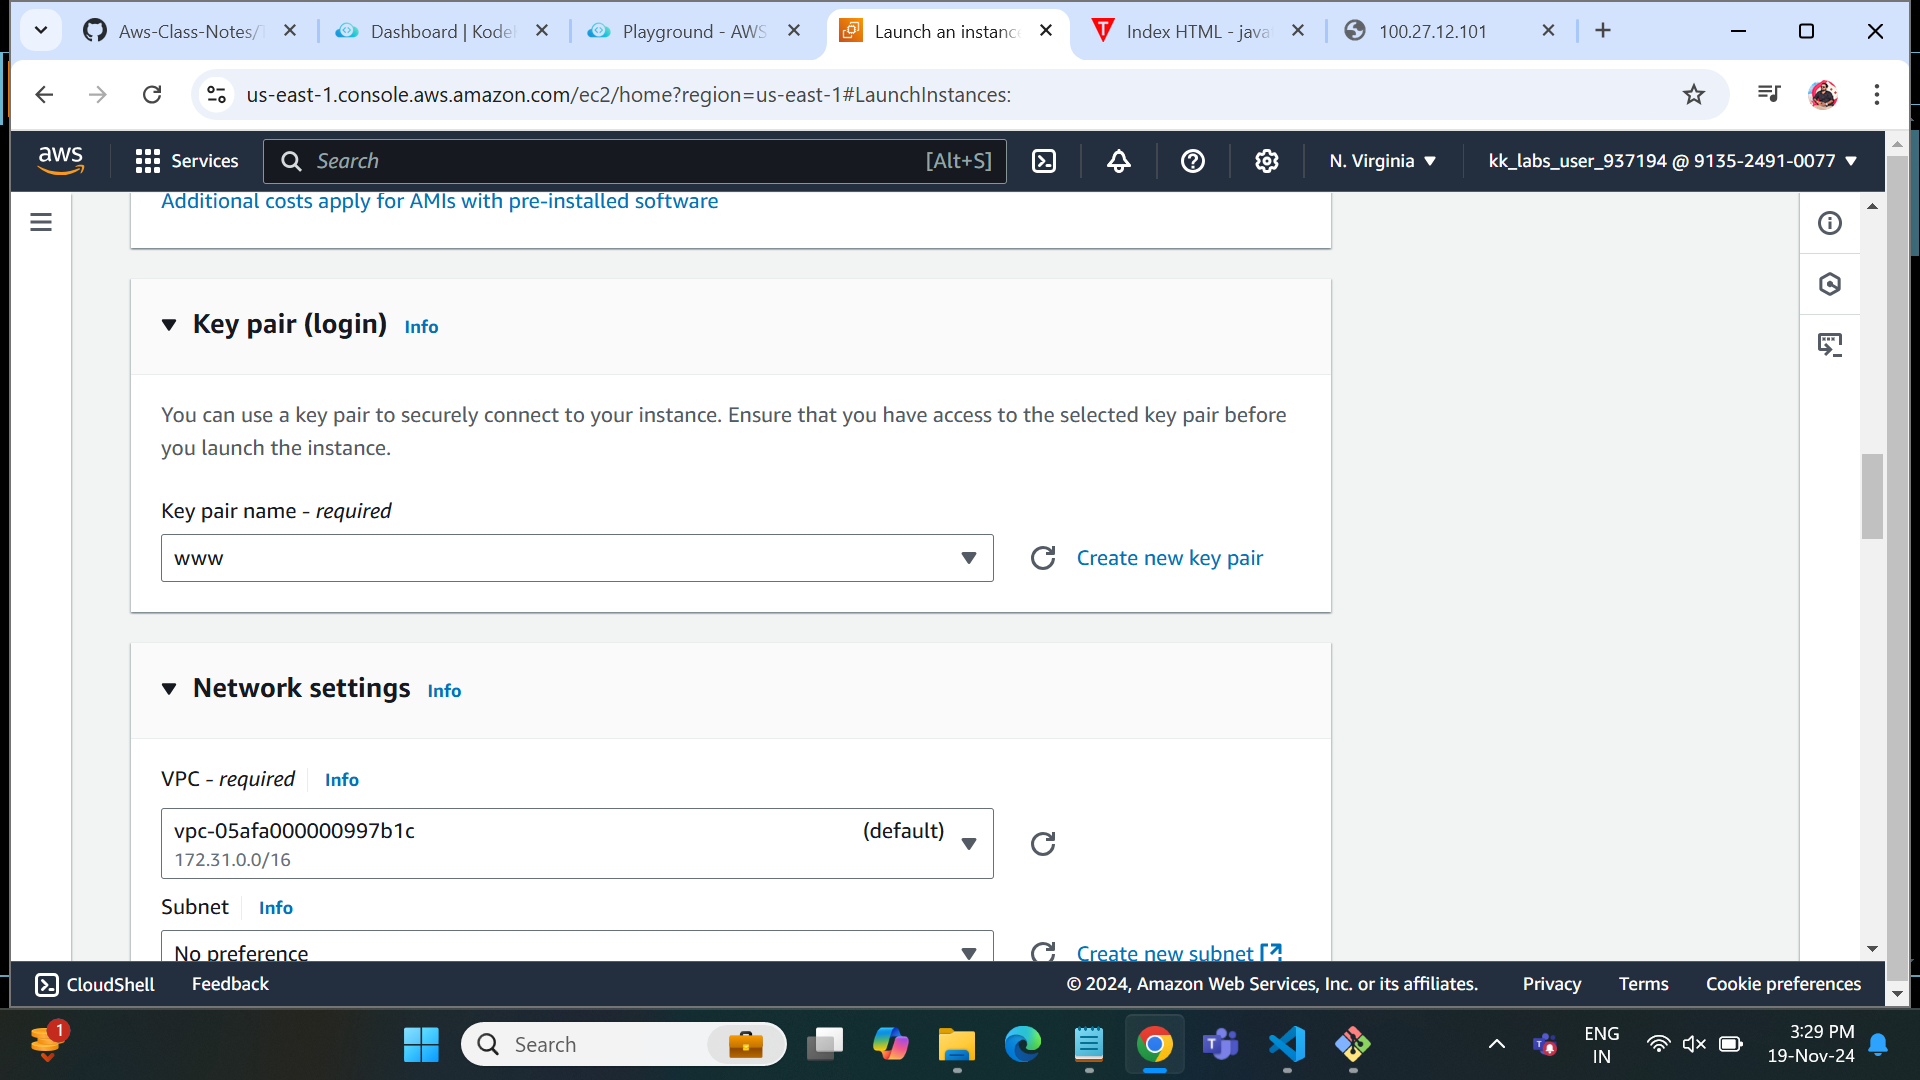 Aws-Class-Notes/
Dashboard | Kodel
Playground - AWS
Launch an instanc
Index HTML - java
100.27.12.101
us-east-1.console.aws.amazon.com/ec2/home?region=us-east-1#LaunchInstances:
aws
Services
Search
[Alt+S]
N. Virginia
kk_labs_user_937194 @ 9135-2491-0077
Additional costs apply for AMIs with pre-installed software
Key pair (login) Info
You can use a key pair to securely connect to your instance. Ensure that you have access to the selected key pair before
you launch the instance.
Key pair name - required
www
Create new key pair
Network settings Info
VPC - required Info
vpc-05afa000000997b1c (default)
172.31.0.0/16
Subnet Info
No preference
Create new subnet
CloudShell
Feedback
© 2024, Amazon Web Services, Inc. or its affiliates.
Privacy
Terms
Cookie preferences
1
Search
ENG
IN
3:29 PM
19-Nov-24